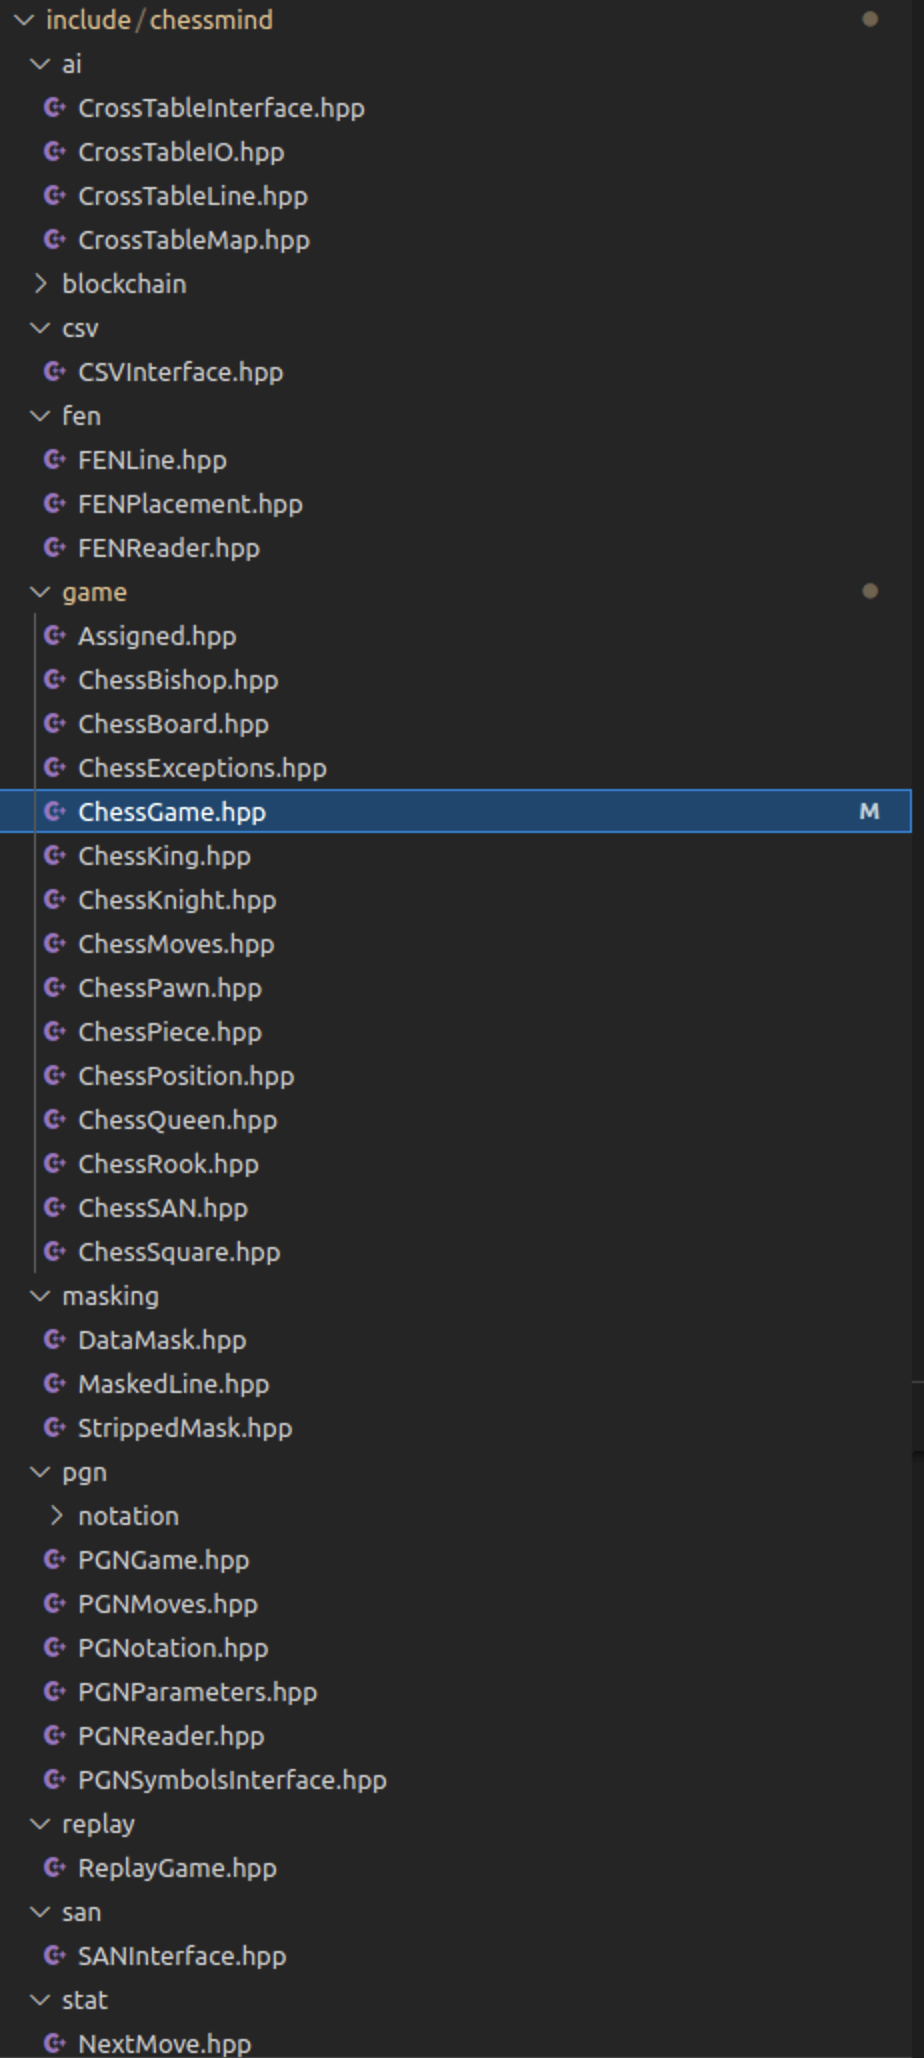 include/chessmind
ai
CrossTableInterface.hpp
CrossTableIO.hpp
CrossTableLine.hpp
CrossTableMap.hpp
blockchain
csv
CSVInterface.hpp
fen
FENLine.hpp
FENPlacement.hpp
FENReader.hpp
game
Assigned.hpp
ChessBishop.hpp
ChessBoard.hpp
ChessExceptions.hpp
ChessGame.hpp M
ChessKing.hpp
ChessKnight.hpp
ChessMoves.hpp
ChessPawn.hpp
ChessPiece.hpp
ChessPosition.hpp
ChessQueen.hpp
ChessRook.hpp
ChessSAN.hpp
ChessSquare.hpp
masking
DataMask.hpp
MaskedLine.hpp
StrippedMask.hpp
pgn
notation
PGNGame.hpp
PGNMoves.hpp
PGNotation.hpp
PGNParameters.hpp
PGNReader.hpp
PGNSymbolsInterface.hpp
replay
ReplayGame.hpp
san
SANInterface.hpp
stat
NextMove.hpp